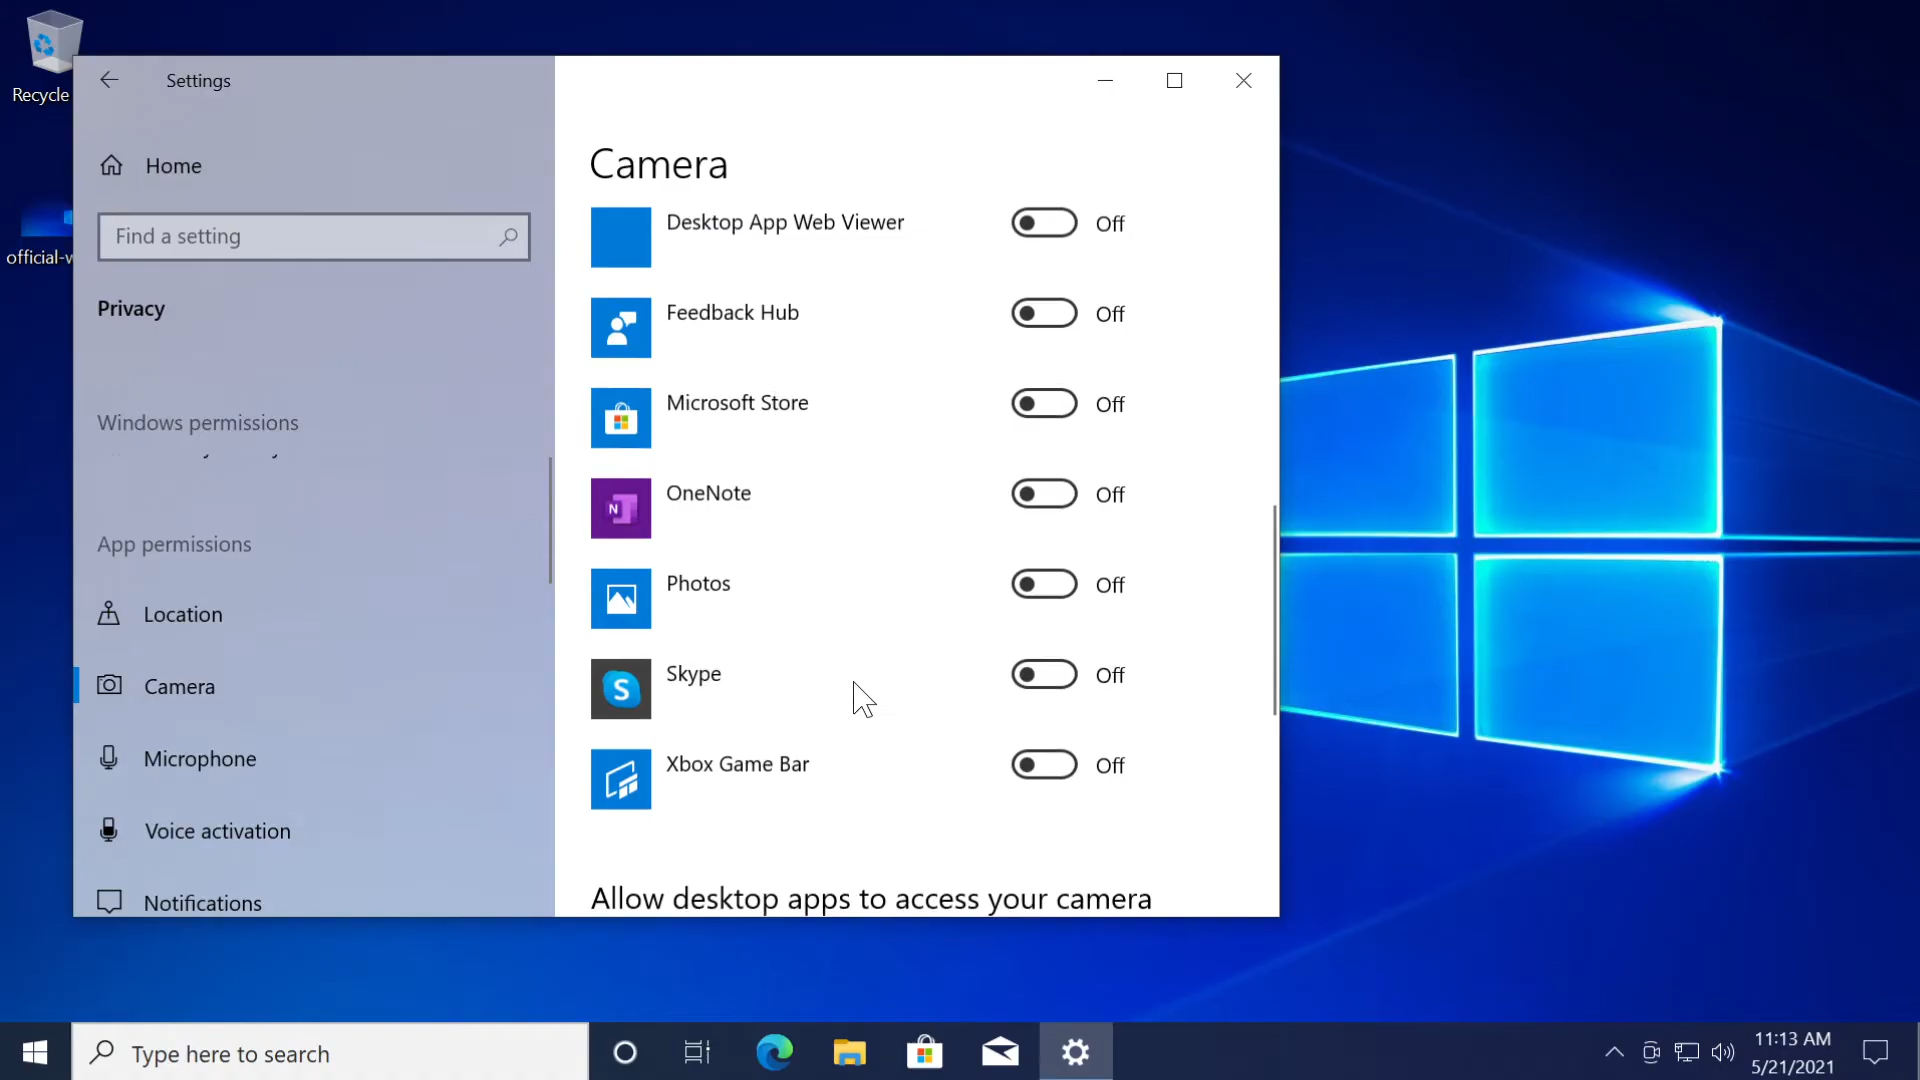 Recycle
official-w
Settings
Home
Find a setting
Privacy
Windows permissions
App permissions
Location
Camera
Microphone
Voice activation
Notifications
Camera
Desktop App Web Viewer
Off
Feedback Hub
Off
Microsoft Store
Off
N
OneNote
Off
Photos
Off
S
Skype
Off
Xbox Game Bar
Off
Allow desktop apps to access your camera
Type here to search
11:13 AM
5/21/2021